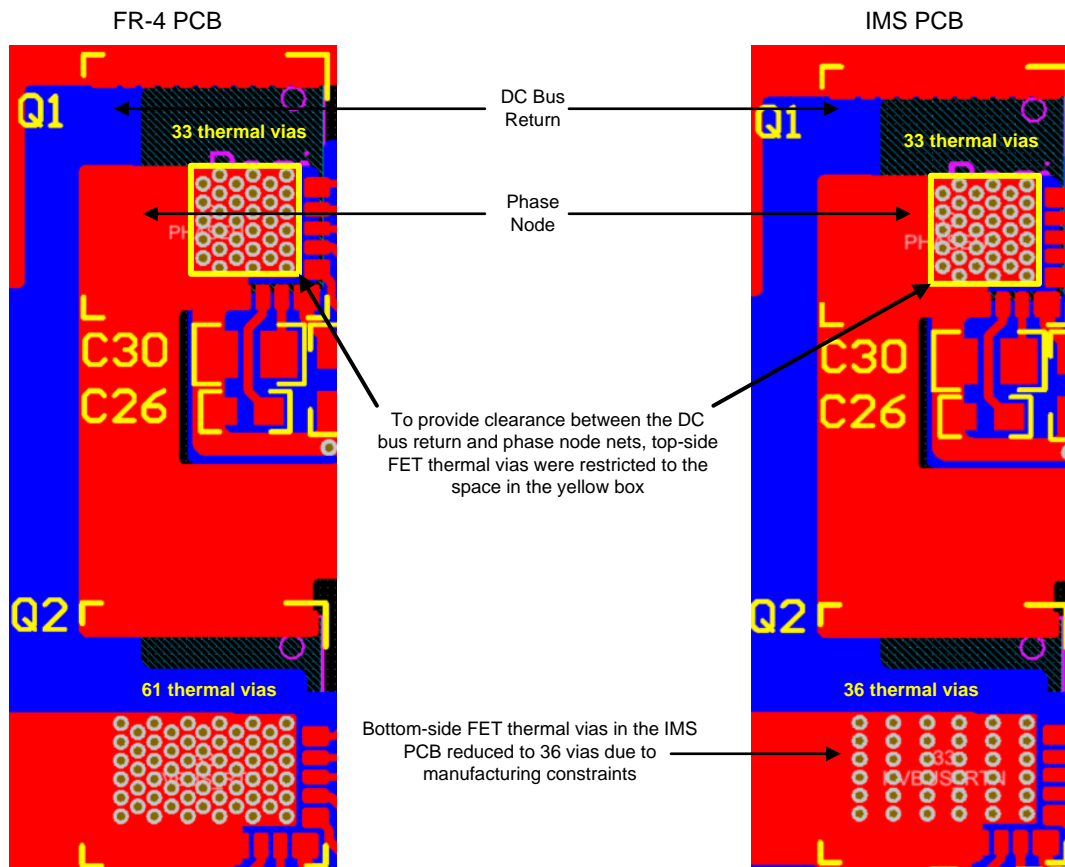 FR-4 PCB
IMS PCB
Q1
33 thermal vias
DC Bus
Return
Q1
33 thermal vias
Phase
Node
C30
C26
C30
C26
To provide clearance between the DC
bus return and phase node nets, top-side
FET thermal vias were restricted to the
space in the yellow box
Q2
61 thermal vias
Q2
36 thermal vias
Bottom-side FET thermal vias in the IMS
PCB reduced to 36 vias due to
manufacturing constraints
33